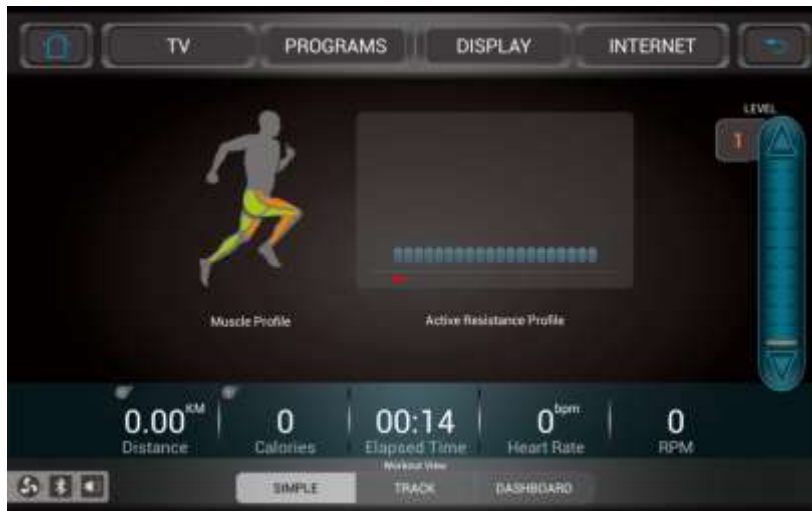 TV
PROGRAMS
DISPLAY
INTERNET
LEVEL
1
Muscle Profile
Active Resistance Profile
0.00 KM
Distance
0
Calories
00:14
Elapsed Time
0 bpm
Heart Rate
0
RPM
Workout View
SIMPLE
TRACK
DASHBOARD